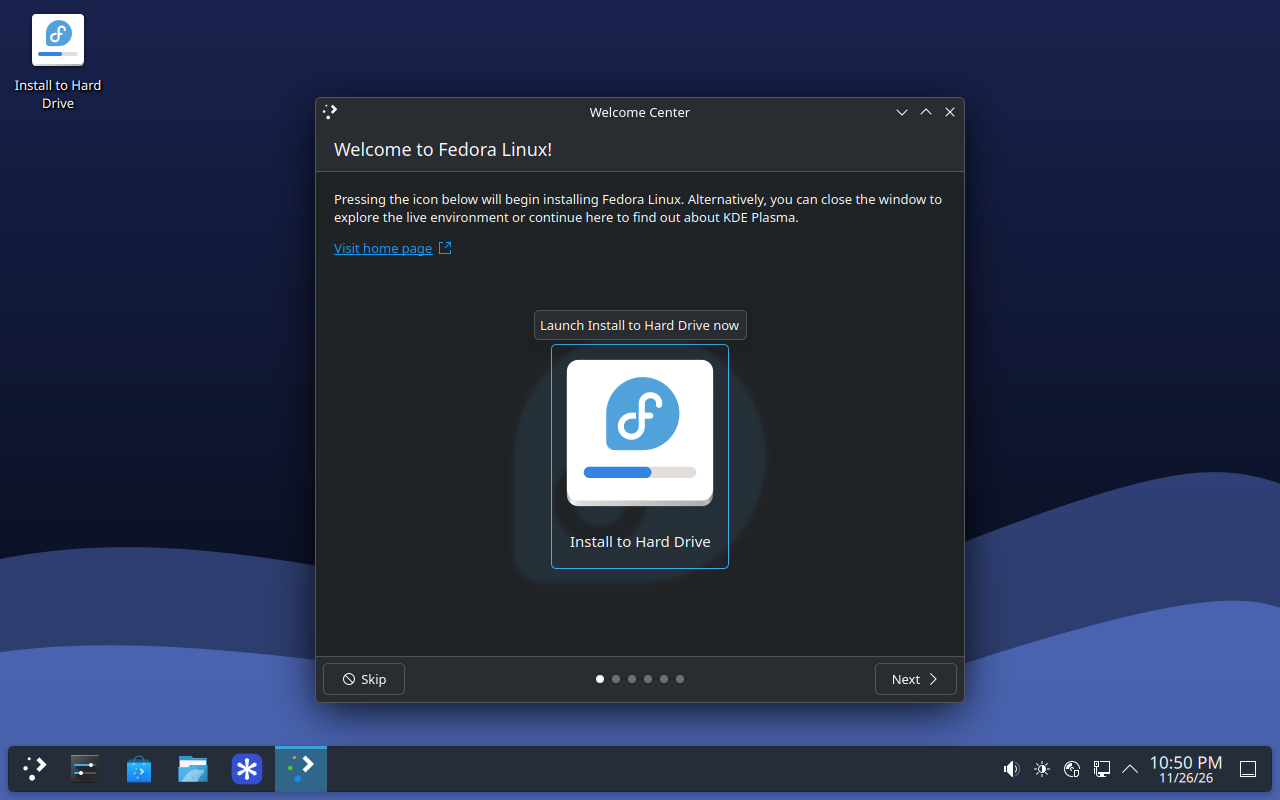 Install to Hard
Drive
Welcome Center
Welcome to Fedora Linux!
Pressing the icon below will begin installing Fedora Linux. Alternatively, you can close the window to
explore the live environment or continue here to find out about KDE Plasma.
Visit home page
Launch Install to Hard Drive now
Install to Hard Drive
Skip
Next
10:50 PM
11/26/26